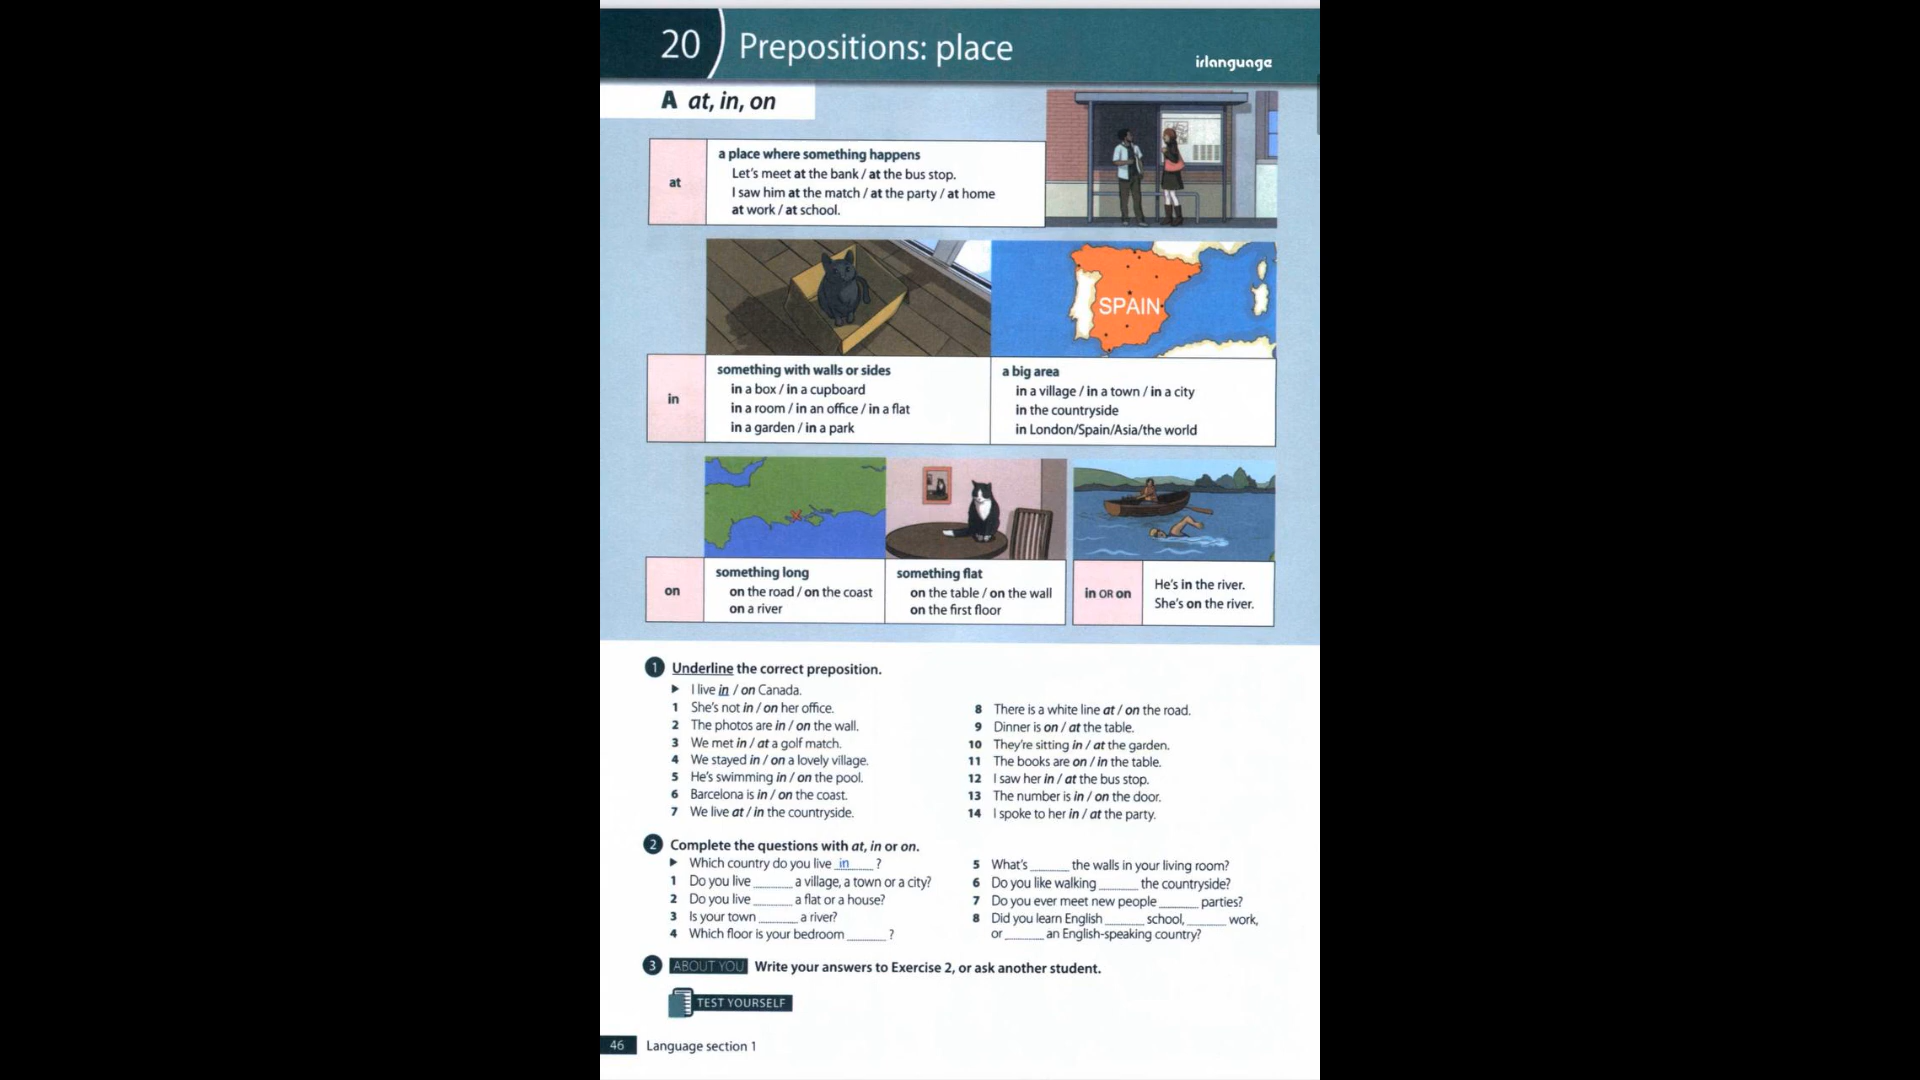 20 Prepositions: place
irlanguage
A at, in, on
at
a place where something happens
Let's meet at the bank / at the bus stop.
I saw him at the match / at the party / at home
at work / at school.
SPAIN
in
something with walls or sides
in a box / in a cupboard
in a room / in an office / in a flat
in a garden / in a park
a big area
in a village / in a town / in a city
in the countryside
in London/Spain/Asia/the world
on
something long
on the road / on the coast
on a river
something flat
on the table / on the wall
on the first floor
in OR on
He's in the river.
She's on the river.
1 Underline the correct preposition.
▶ I live in / on Canada.
1 She's not in / on her office.
2 The photos are in / on the wall.
3 We met in / at a golf match.
4 We stayed in / on a lovely village.
5 He's swimming in / on the pool.
6 Barcelona is in / on the coast.
7 We live at / in the countryside.
8 There is a white line at / on the road.
9 Dinner is on / at the table.
10 They're sitting in / at the garden.
11 The books are on / in the table.
12 I saw her in / at the bus stop.
13 The number is in / on the door.
14 I spoke to her in / at the party.
2 Complete the questions with at, in or on.
▶ Which country do you live in ?
1 Do you live ______ a village, a town or a city?
2 Do you live ______ a flat or a house?
3 Is your town ______ a river?
4 Which floor is your bedroom ______ ?
5 What's ______ the walls in your living room?
6 Do you like walking ______ the countryside?
7 Do you ever meet new people ______ parties?
8 Did you learn English ______ school, ______ work,
or ______ an English-speaking country?
3 ABOUT YOU Write your answers to Exercise 2, or ask another student.
TEST YOURSELF
46 Language section 1